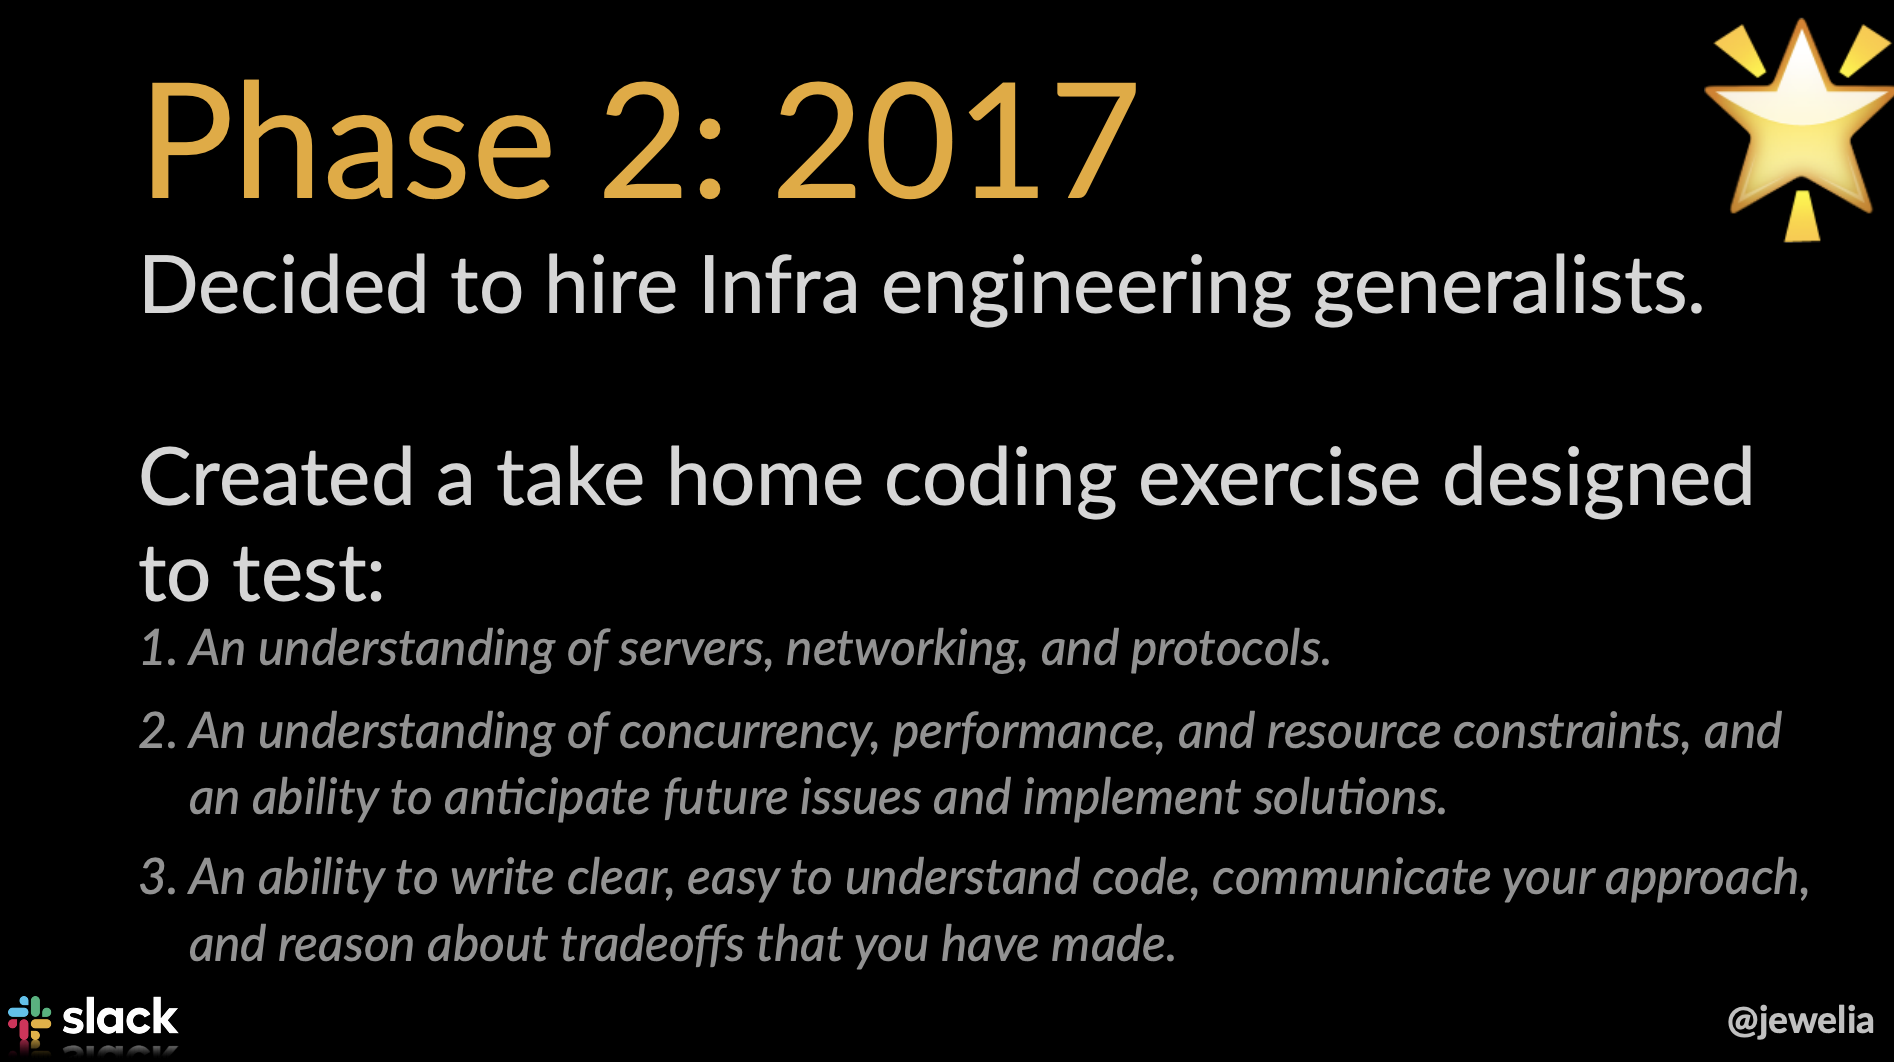 Phase 2: 2017
Decided to hire Infra engineering generalists.
Created a take home coding exercise designed
to test:
1. An understanding of servers, networking, and protocols.
2. An understanding of concurrency, performance, and resource constraints, and
an ability to anticipate future issues and implement solutions.
3. An ability to write clear, easy to understand code, communicate your approach,
and reason about tradeoffs that you have made.
slack
@jewelia